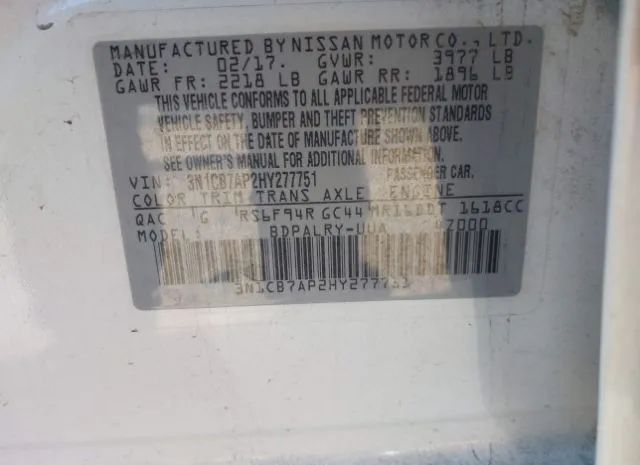 MANUFACTURED BY NISSAN MOTOR CO., LTD.
DATE: 02/17. GVWR: 3977 LB
GAWR FR: 2218 LB GAWR RR: 1896 LB
THIS VEHICLE CONFORMS TO ALL APPLICABLE FEDERAL MOTOR
VEHICLE SAFETY, BUMPER AND THEFT PREVENTION STANDARDS
IN EFFECT ON THE DATE OF MANUFACTURE SHOWN ABOVE.
SEE OWNER'S MANUAL FOR ADDITIONAL INFORMATION.
VIN: 3N1CB7AP2HY277751 PASSENGER CAR.
COLOR TRIM TRANS AXLE ENGINE
QAC G RS6F94R GC44 MR16DDT 1618CC
MODEL: BDPALRY-UUA
3N1CB7AP2HY277751